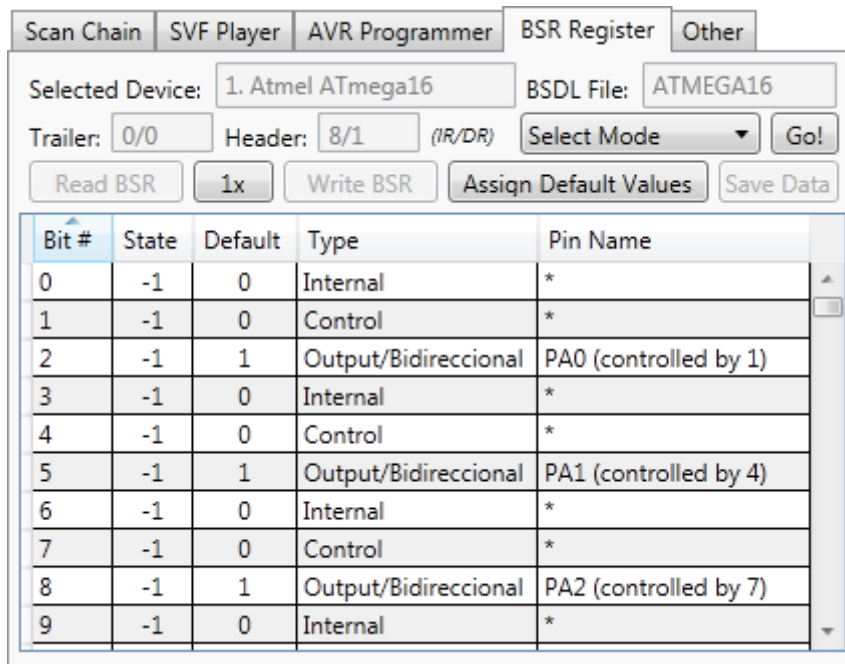 Scan Chain SVF Player AVR Programmer BSR Register Other
Selected Device: 1. Atmel ATmega16 BSDL File: ATMEGA16
Trailer: 0/0 Header: 8/1 (IR/DR) Select Mode Go!
Read BSR 1x Write BSR Assign Default Values Save Data
Bit # State Default Type Pin Name
0 -1 0 Internal *
1 -1 0 Control *
2 -1 1 Output/Bidireccional PA0 (controlled by 1)
3 -1 0 Internal *
4 -1 0 Control *
5 -1 1 Output/Bidireccional PA1 (controlled by 4)
6 -1 0 Internal *
7 -1 0 Control *
8 -1 1 Output/Bidireccional PA2 (controlled by 7)
9 -1 0 Internal *